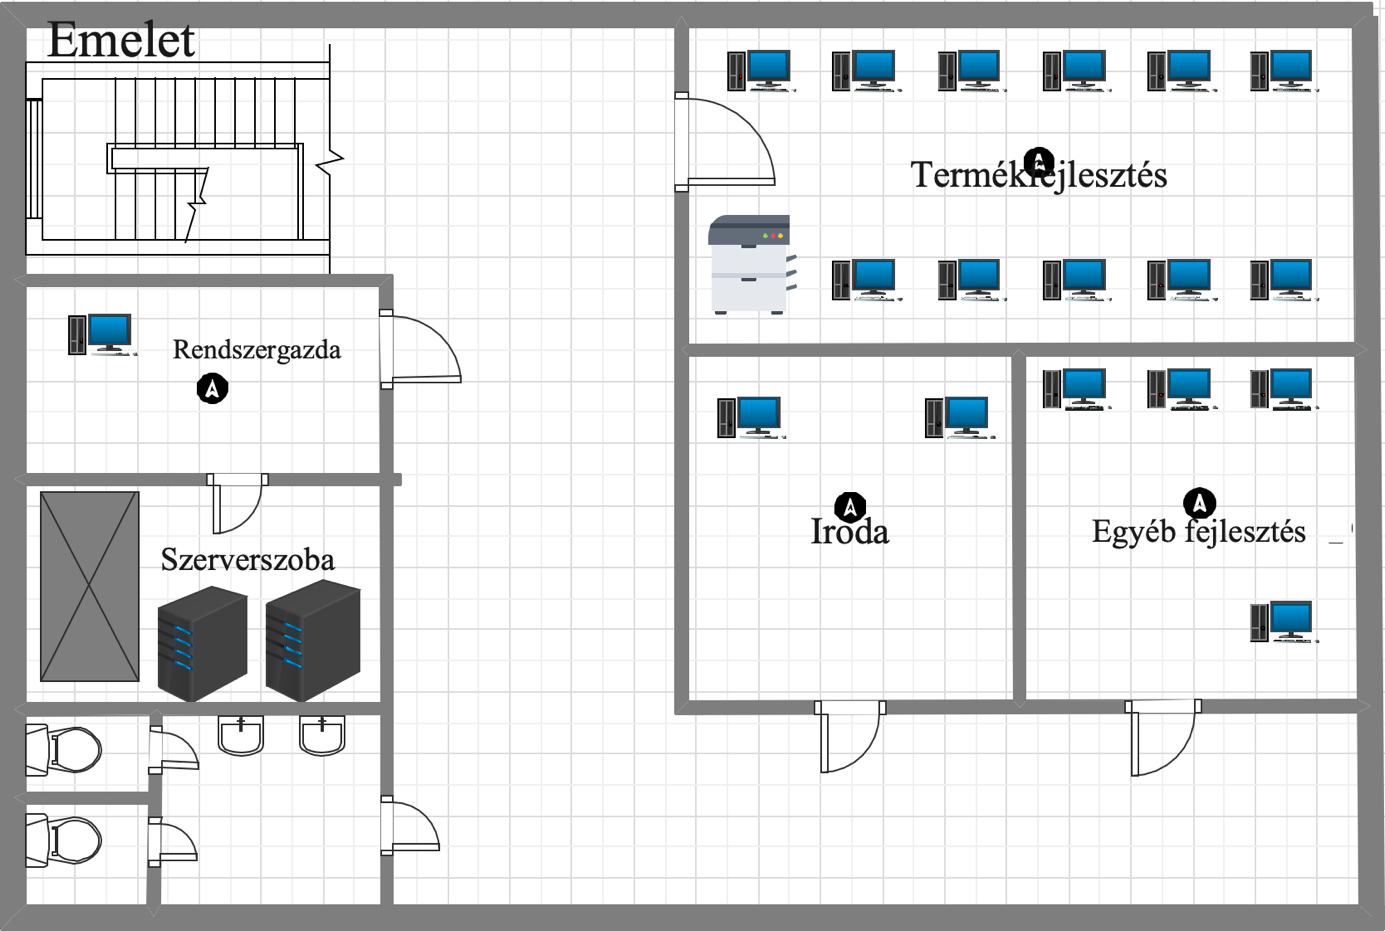 Emelet
Termékfejlesztés
Rendszergazda
Iroda
Egyéb fejlesztés
Szerverszoba